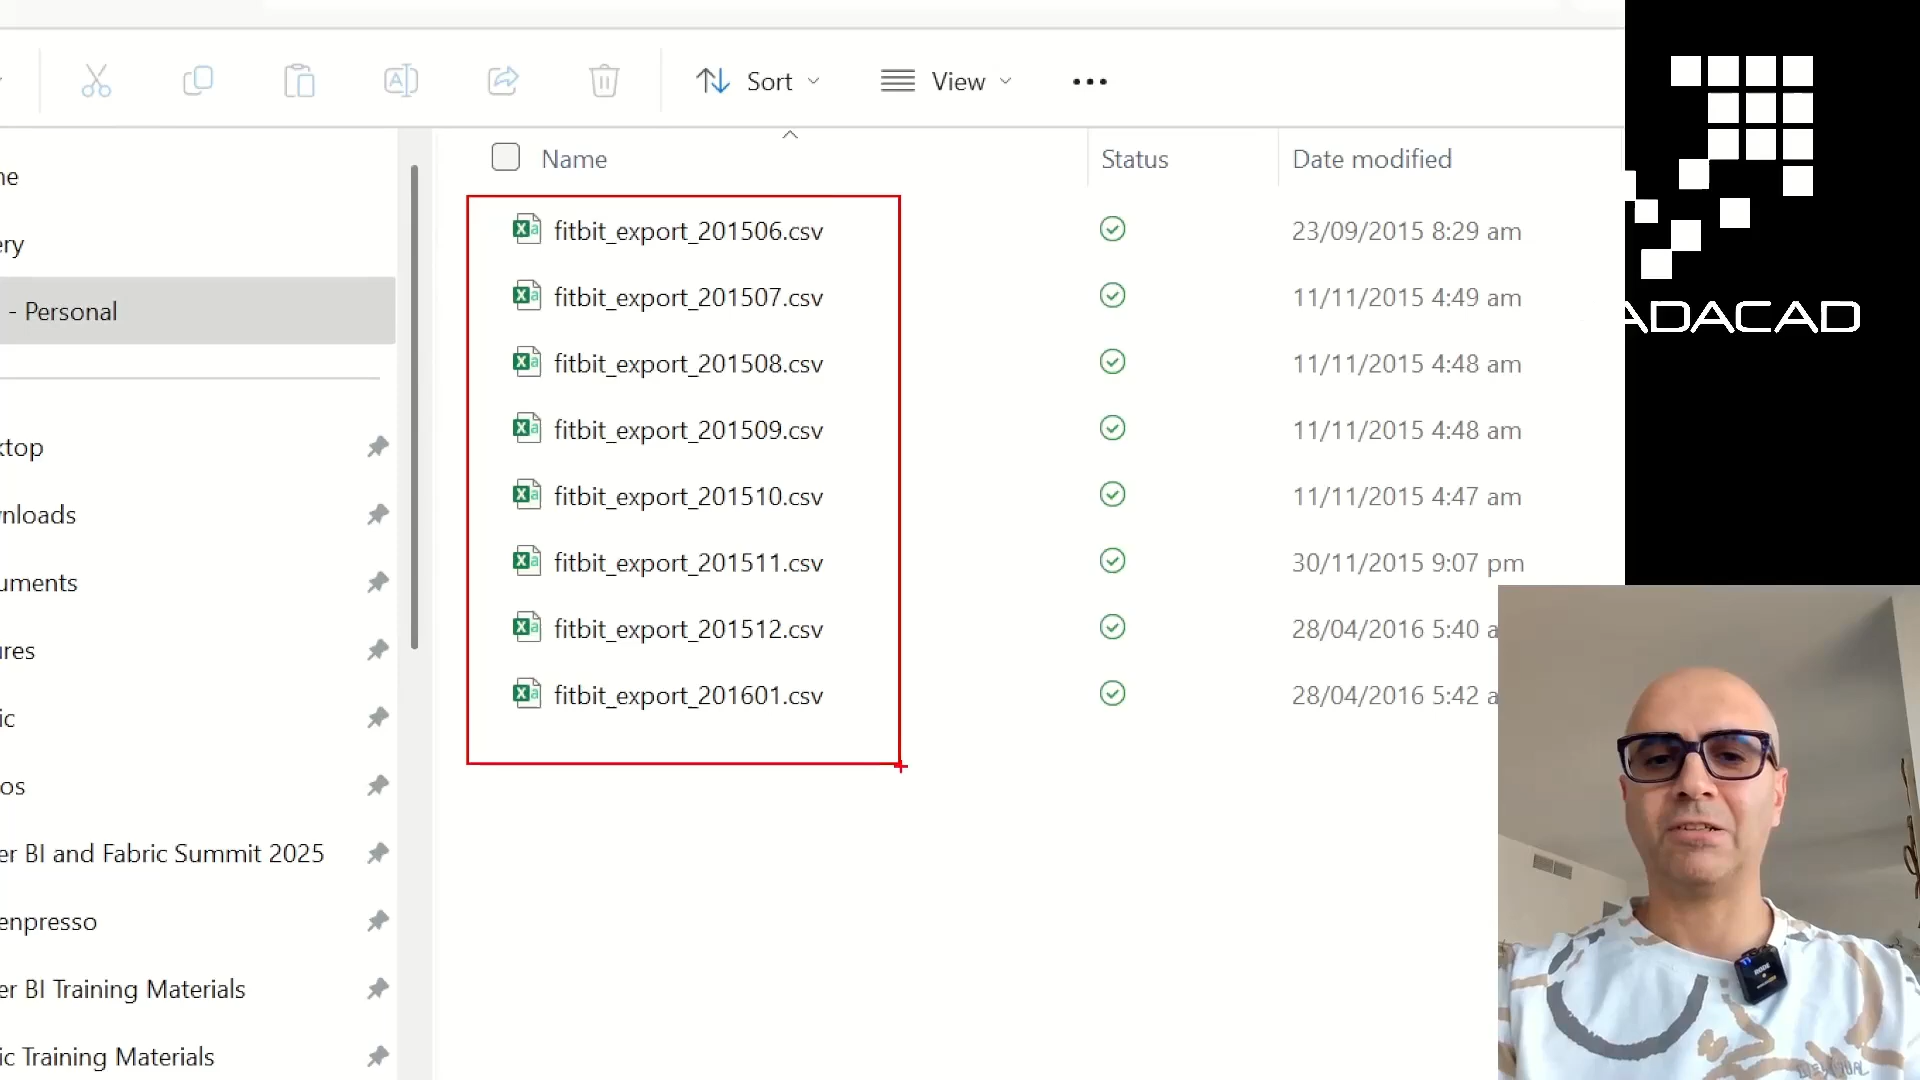 Sort
View
Name
Status
Date modified
ne
ery
- Personal
ktop
nloads
uments
ures
ic
os
er BI and Fabric Summit 2025
enpresso
er BI Training Materials
ic Training Materials
fitbit_export_201506.csv
23/09/2015 8:29 am
fitbit_export_201507.csv
11/11/2015 4:49 am
fitbit_export_201508.csv
11/11/2015 4:48 am
fitbit_export_201509.csv
11/11/2015 4:48 am
fitbit_export_201510.csv
11/11/2015 4:47 am
fitbit_export_201511.csv
30/11/2015 9:07 pm
fitbit_export_201512.csv
28/04/2016 5:40 a
fitbit_export_201601.csv
28/04/2016 5:42 a
ADACAD
RODE